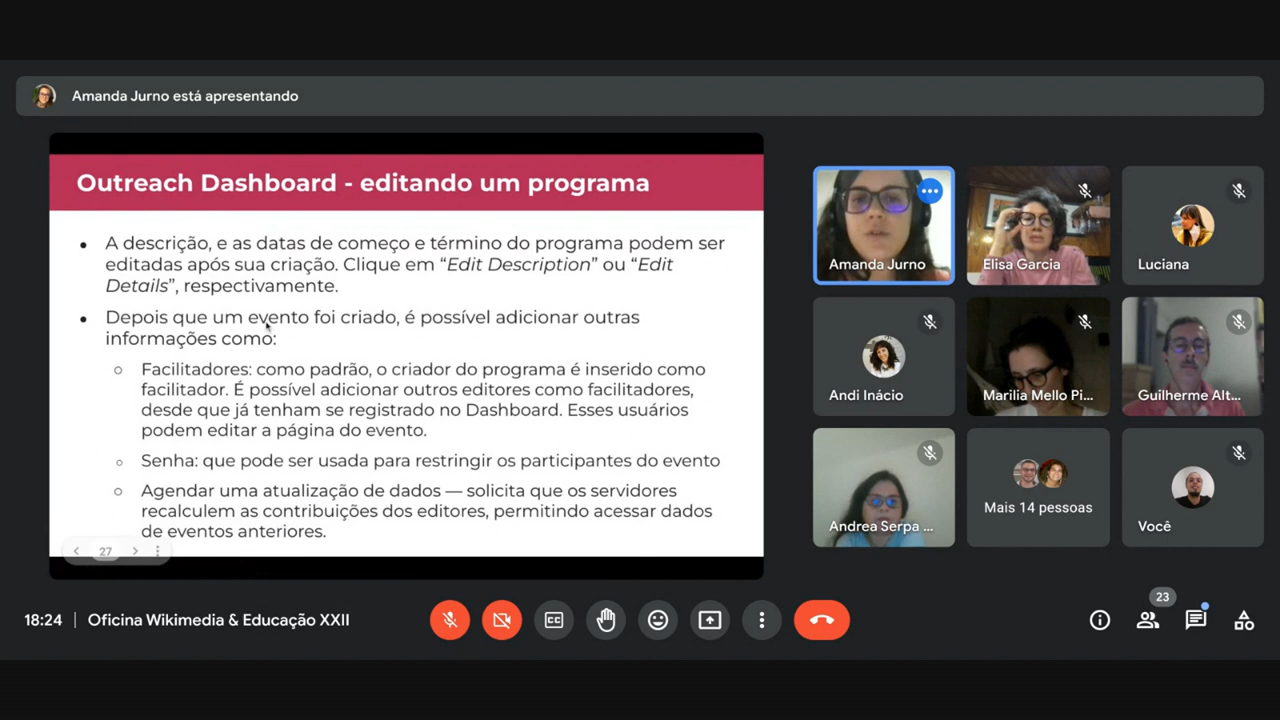 Amanda Jurno está apresentando
Outreach Dashboard - editando um programa
A descrição, e as datas de começo e término do programa podem ser
editadas após sua criação. Clique em “Edit Description” ou “Edit
Details”, respectivamente.
Depois que um evento foi criado, é possível adicionar outras
informações como:
Facilitadores: como padrão, o criador do programa é inserido como
facilitador. É possível adicionar outros editores como facilitadores,
desde que já tenham se registrado no Dashboard. Esses usuários
podem editar a página do evento.
Senha: que pode ser usada para restringir os participantes do evento
Agendar uma atualização de dados — solicita que os servidores
recalculem as contribuições dos editores, permitindo acessar dados
de eventos anteriores.
27
Amanda Jurno
Elisa Garcia
Luciana
Andi Inácio
Marilia Mello Pi...
Guilherme Alt...
Andrea Serpa ...
Mais 14 pessoas
Você
18:24 | Oficina Wikimedia & Educação XXII
CC
23